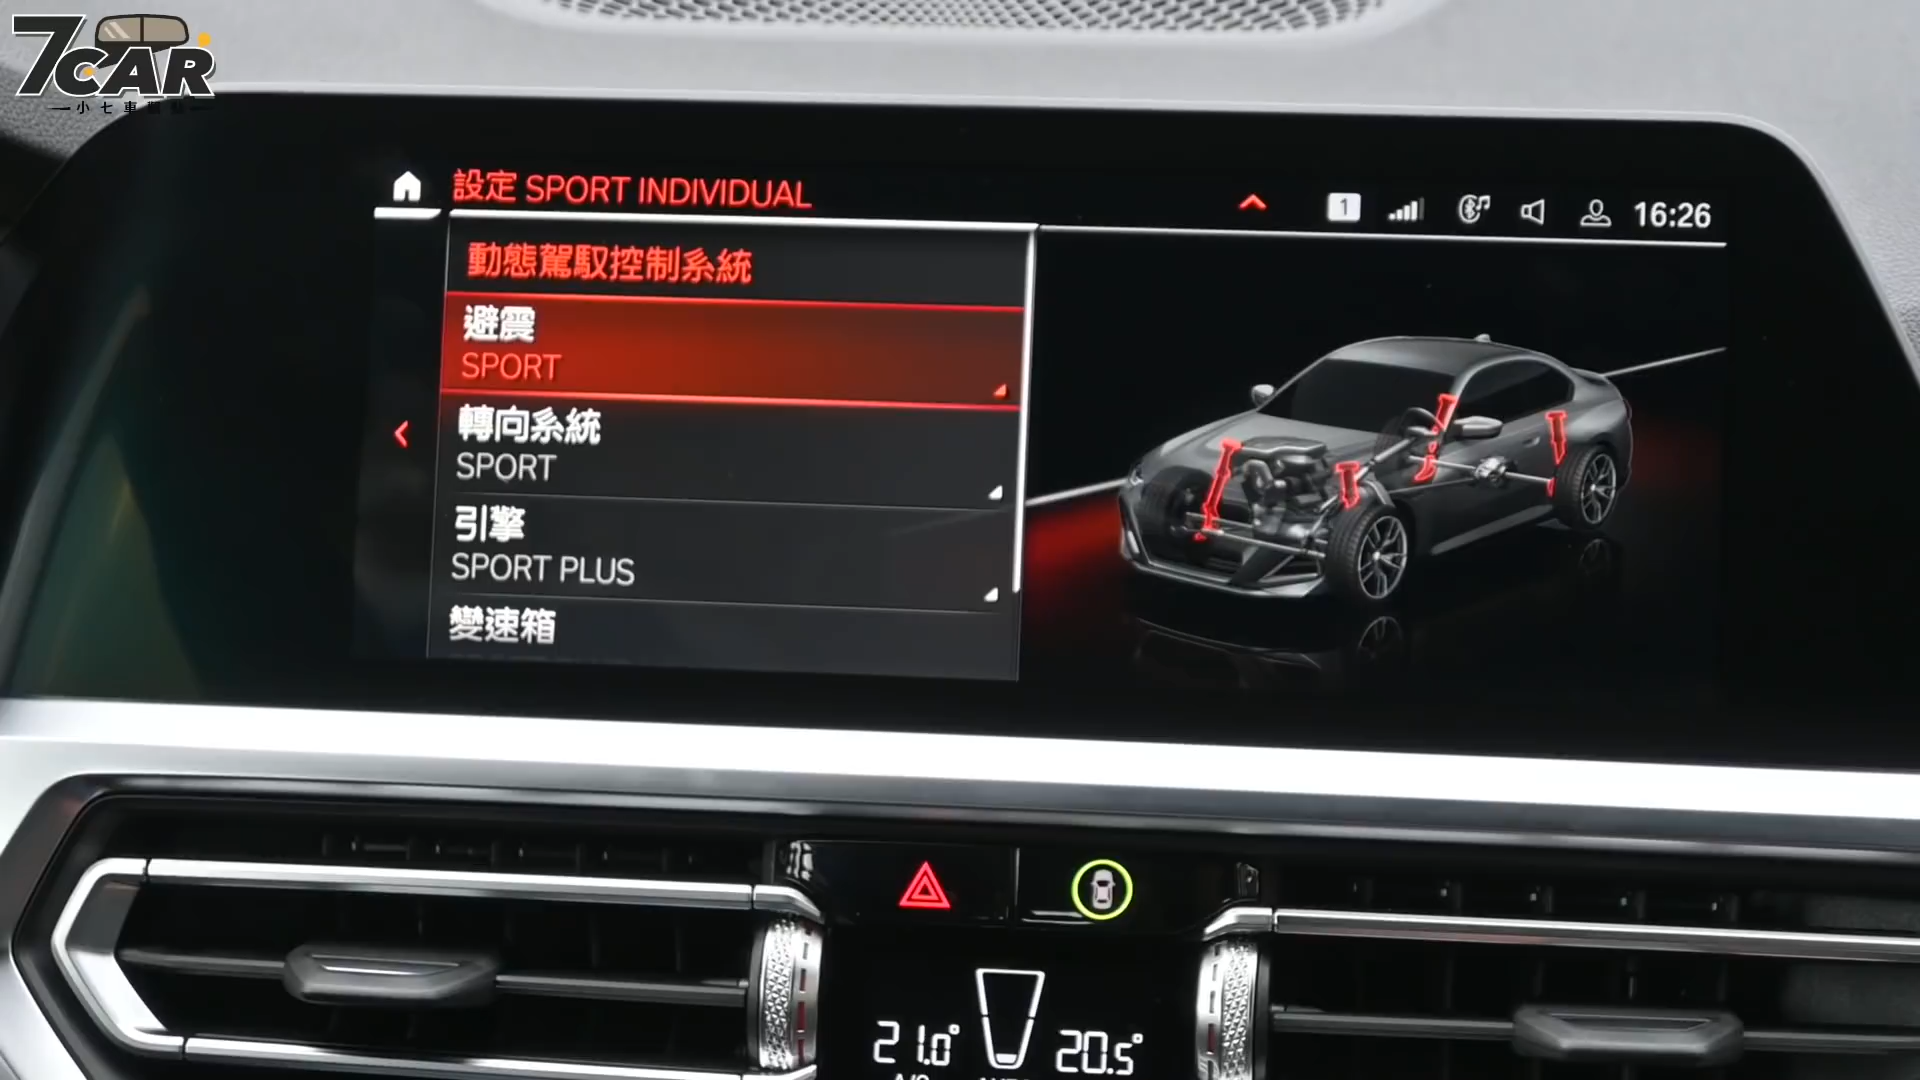 7CAR
小七車觀點
設定 SPORT INDIVIDUAL
1
16:26
動態駕馭控制系統
避震
SPORT
轉向系統
SPORT
引擎
SPORT PLUS
變速箱
21.0°
20.5°
A/C